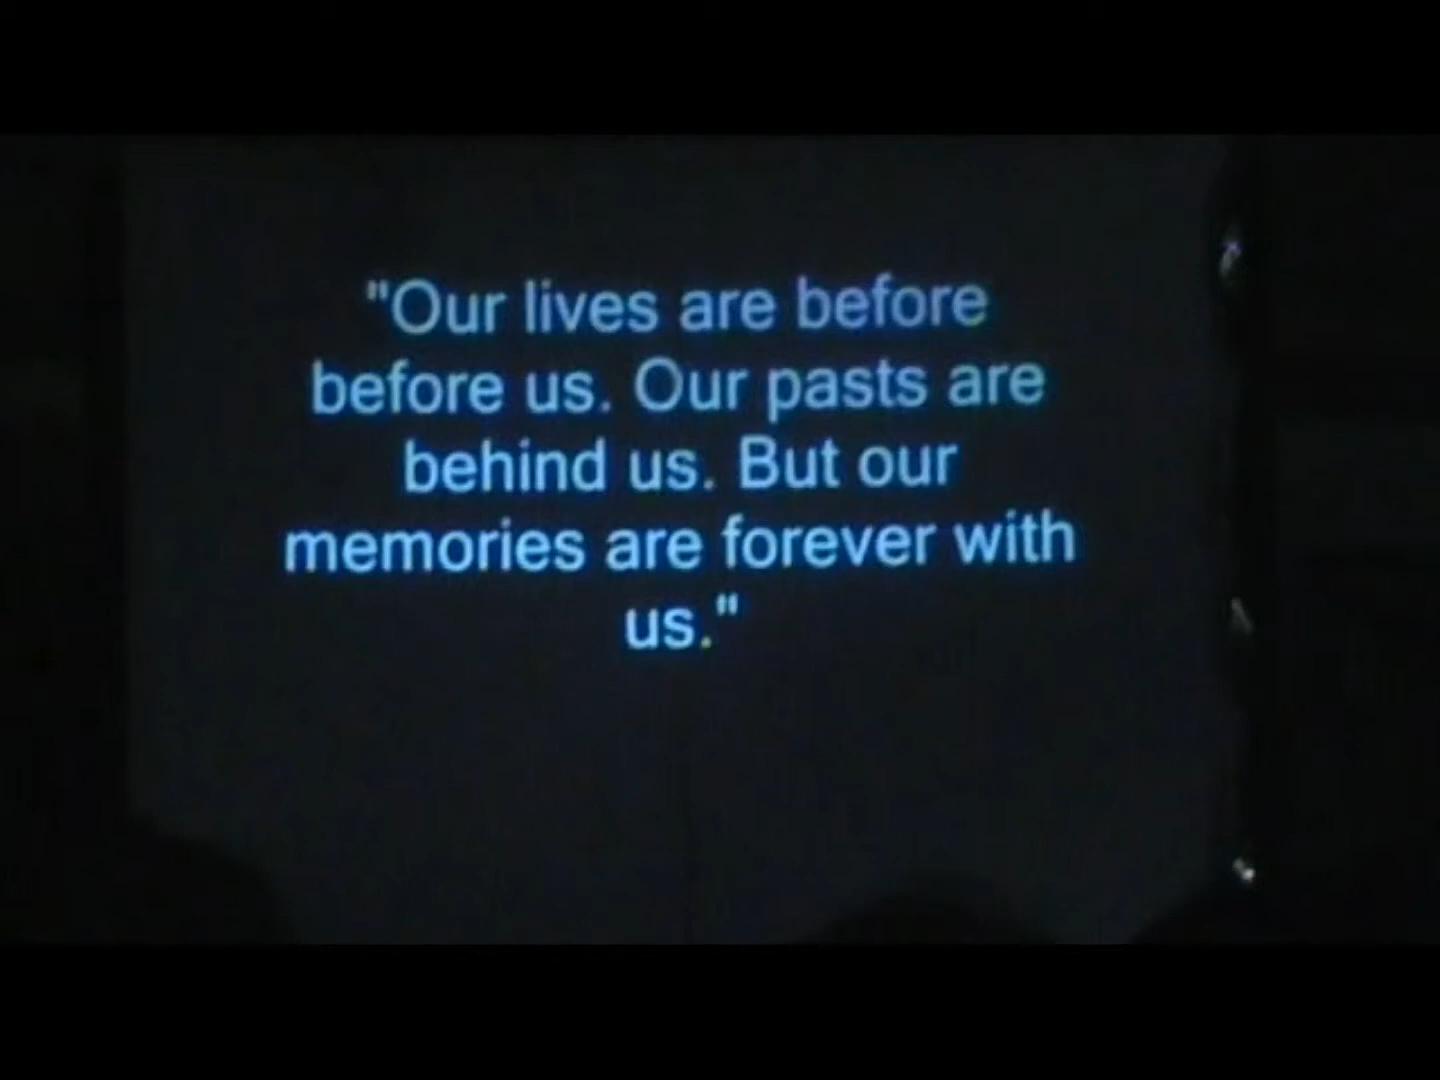 "Our lives are before
before us. Our pasts are
behind us. But our
memories are forever with
us."